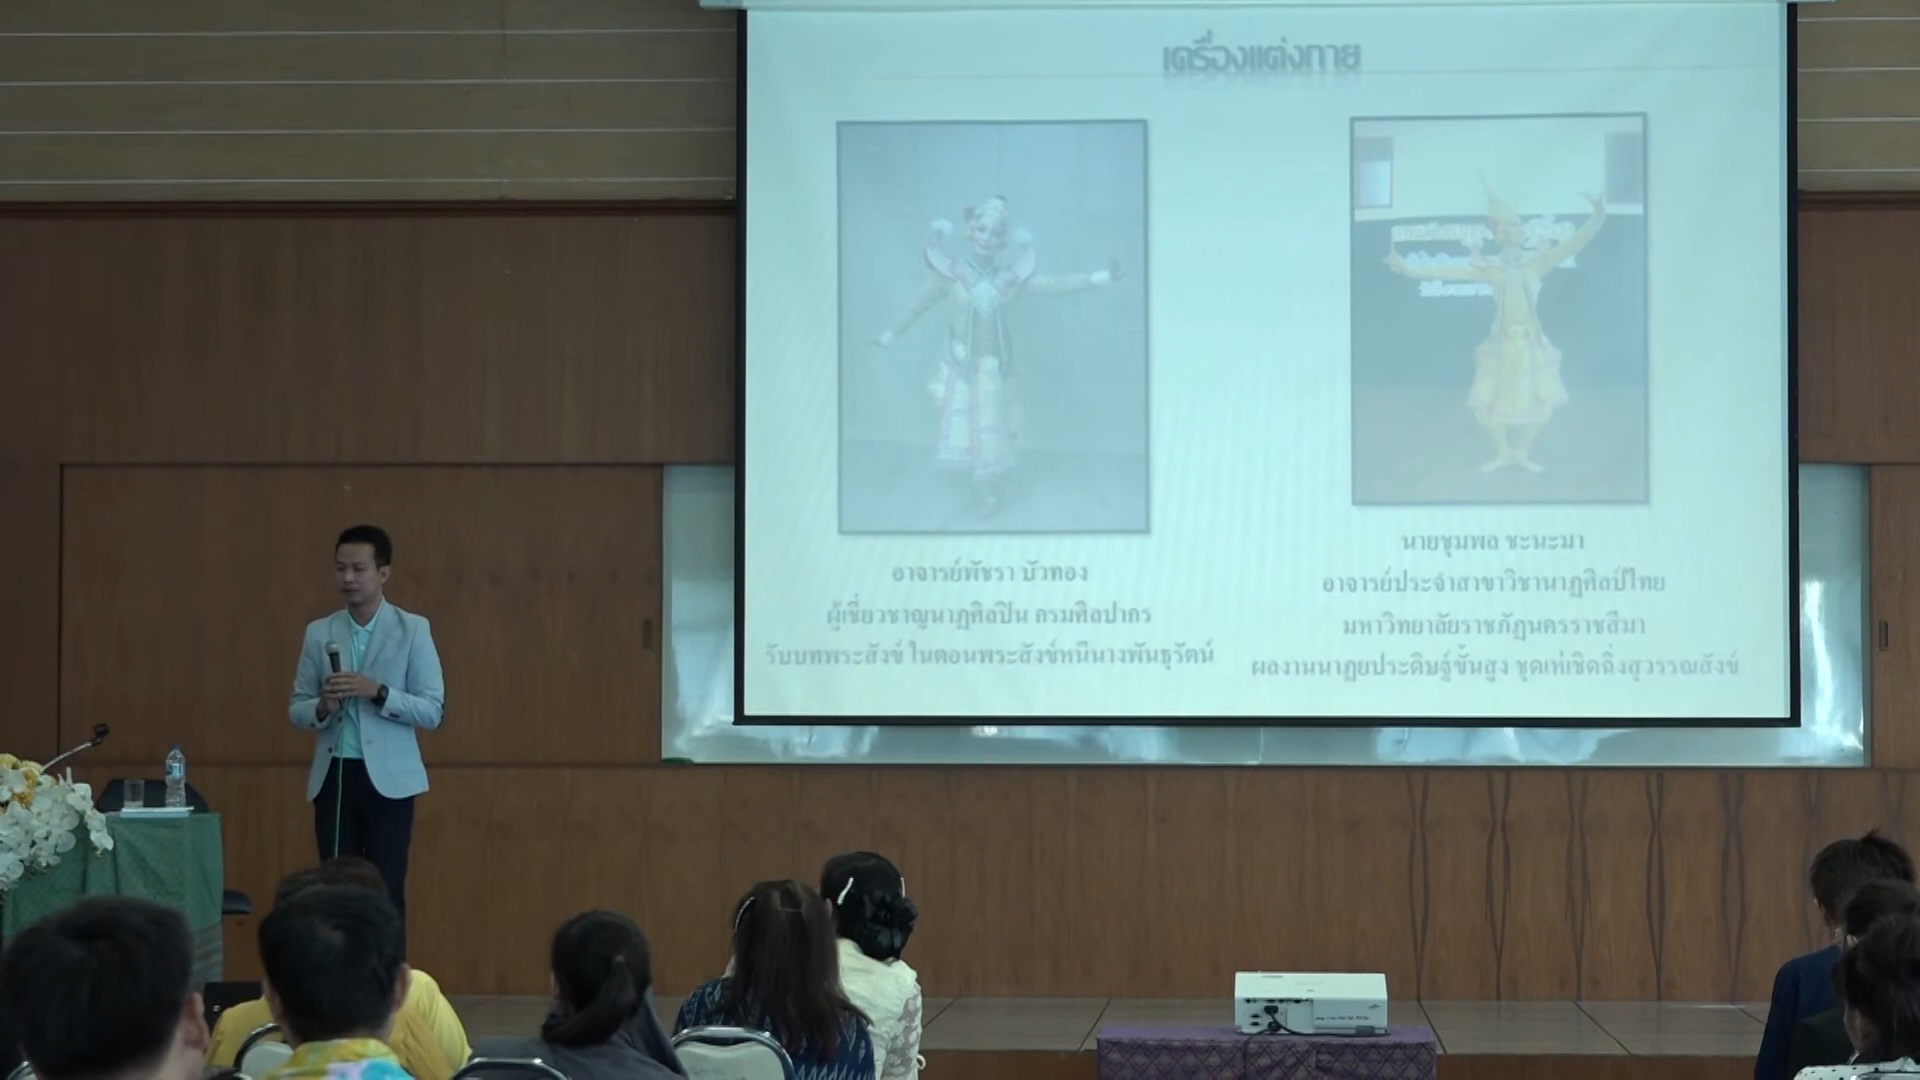 เครื่องแต่งกาย
อาจารย์พัชรา บัวทอง
ผู้เชี่ยวชาญนาฏศิลปิน กรมศิลปากร
รับบทพระสังข์ ในตอนพระสังข์หนีนางพันธุรัตน์
นายชุมพล ชะนะมา
อาจารย์ประจำสาขาวิชานาฏศิลป์ไทย
มหาวิทยาลัยราชภัฏนครราชสีมา
ผลงานนาฏยประดิษฐ์ขั้นสูง ชุดเห่เชิดฉิ่งสุวรรณสังข์